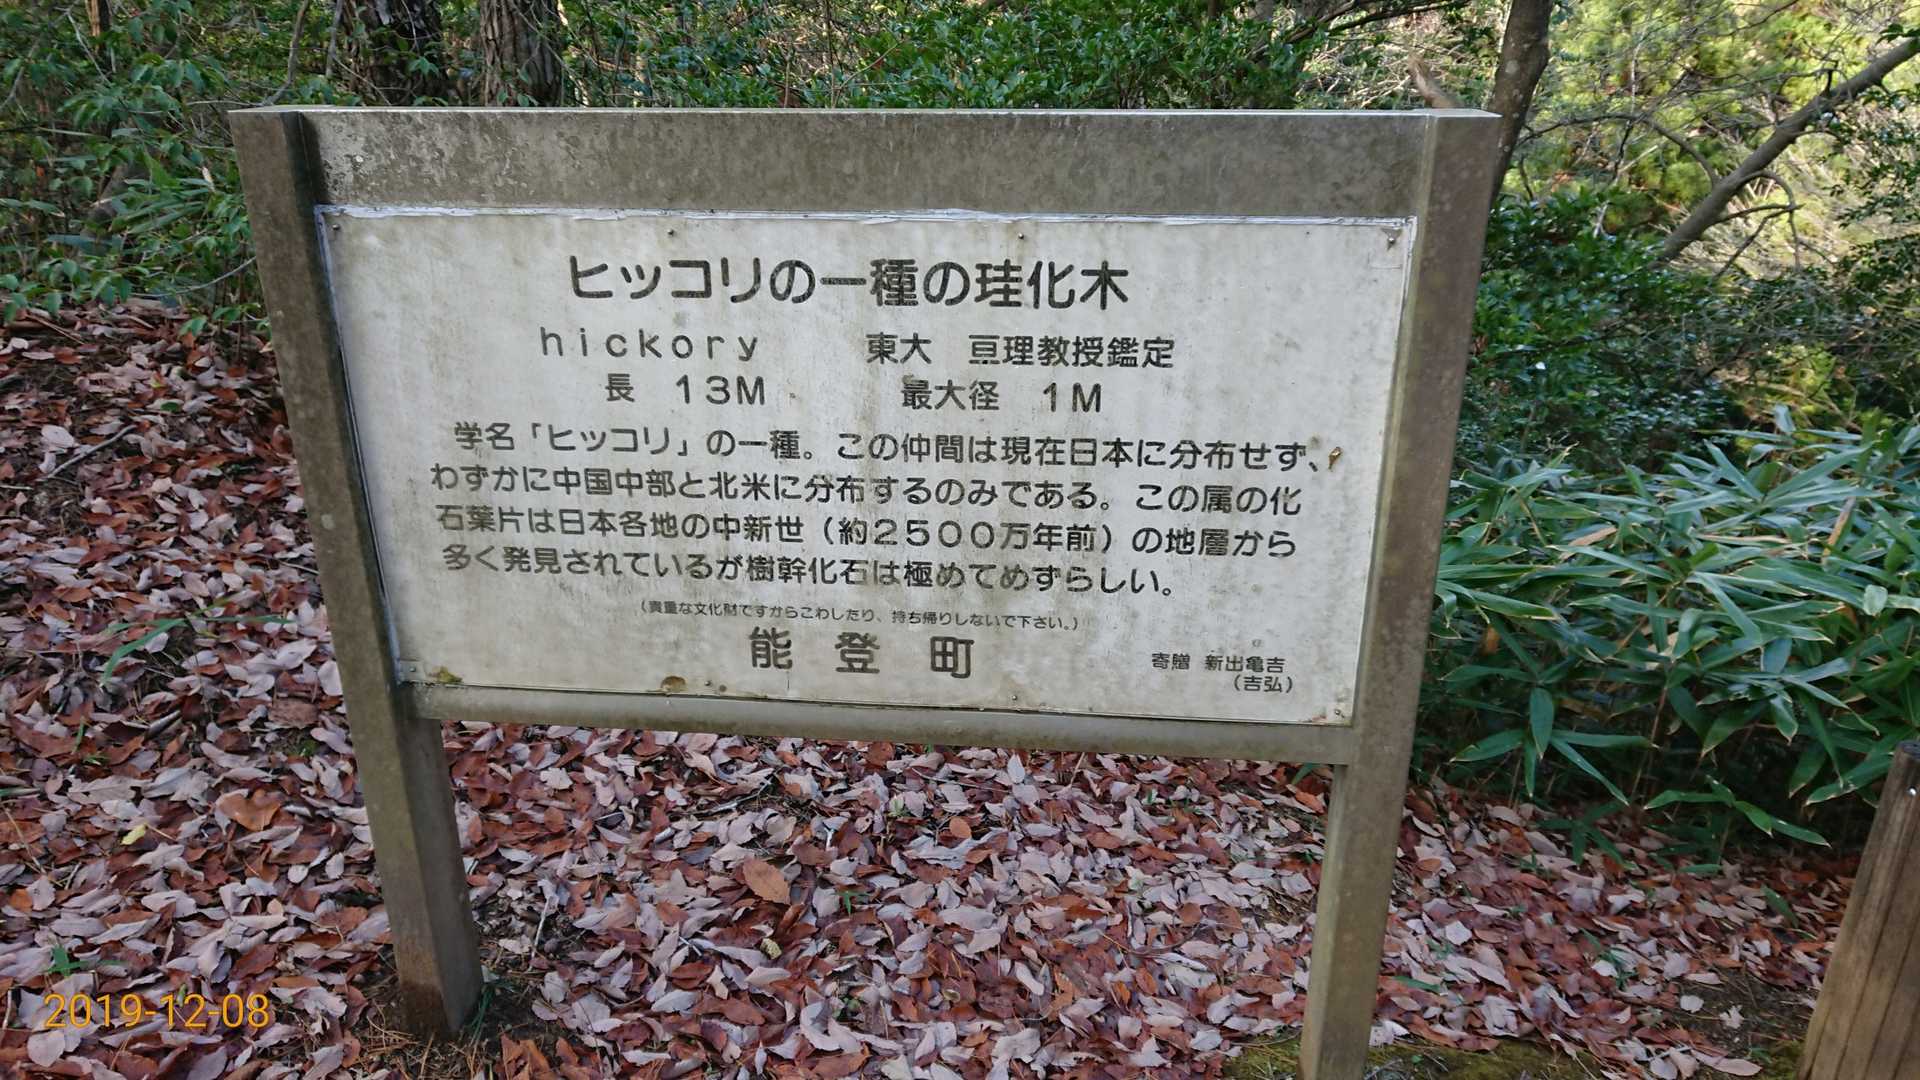 ヒッコリの一種の珪化木
hickory　東大　亘理教授鑑定
長　13M　最大径　1M
学名「ヒッコリ」の一種。この仲間は現在日本に分布せず、
わずかに中国中部と北米に分布するのみである。この属の化
石葉片は日本各地の中新世（約2500万年前）の地層から
多く発見されているが樹幹化石は極めてめずらしい。
（貴重な文化財ですからこわしたり、持ち帰りしないで下さい。）
能登町
寄贈　新出亀吉
（吉弘）
2019-12-08